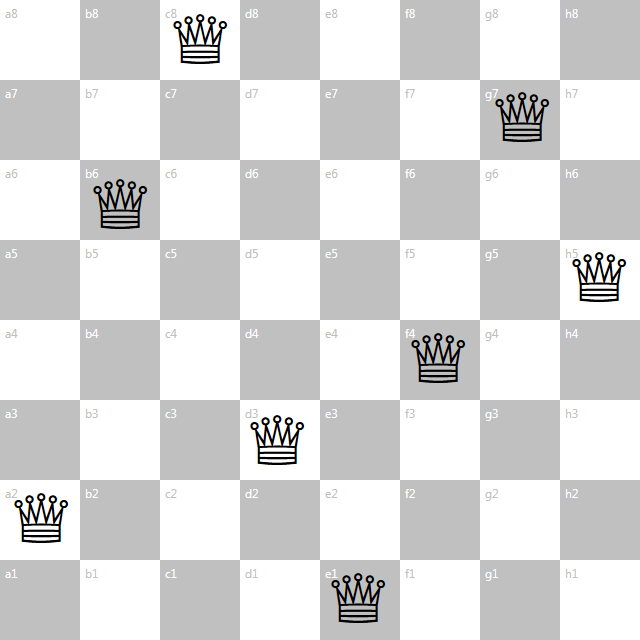 a8 b8 c8 d8 e8 f8 g8 h8
a7 b7 c7 d7 e7 f7 g7 h7
a6 b6 c6 d6 e6 f6 g6 h6
a5 b5 c5 d5 e5 f5 g5 h5
a4 b4 c4 d4 e4 f4 g4 h4
a3 b3 c3 d3 e3 f3 g3 h3
a2 b2 c2 d2 e2 f2 g2 h2
a1 b1 c1 d1 e1 f1 g1 h1